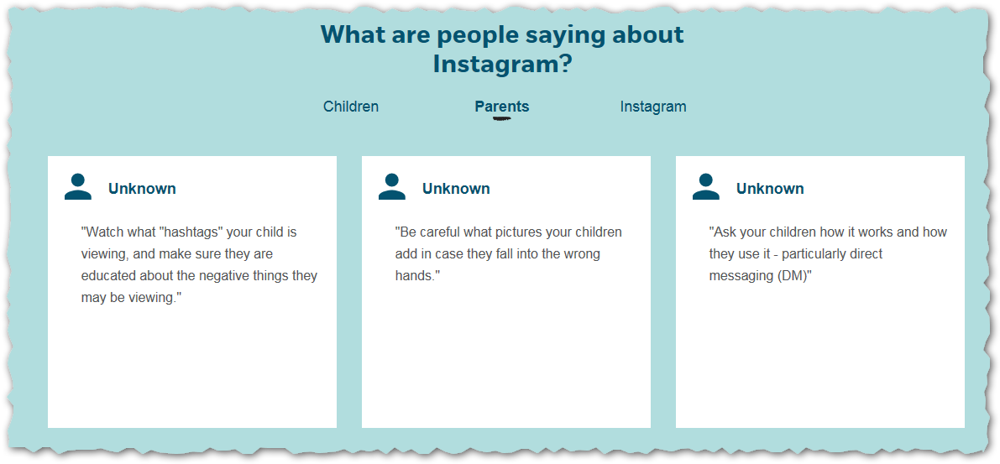 What are people saying about
Instagram?
Children
Parents
Instagram
Unknown
"Watch what "hashtags" your child is
viewing, and make sure they are
educated about the negative things they
may be viewing."
Unknown
"Be careful what pictures your children
add in case they fall into the wrong
hands."
Unknown
"Ask your children how it works and how
they use it - particularly direct
messaging (DM)"